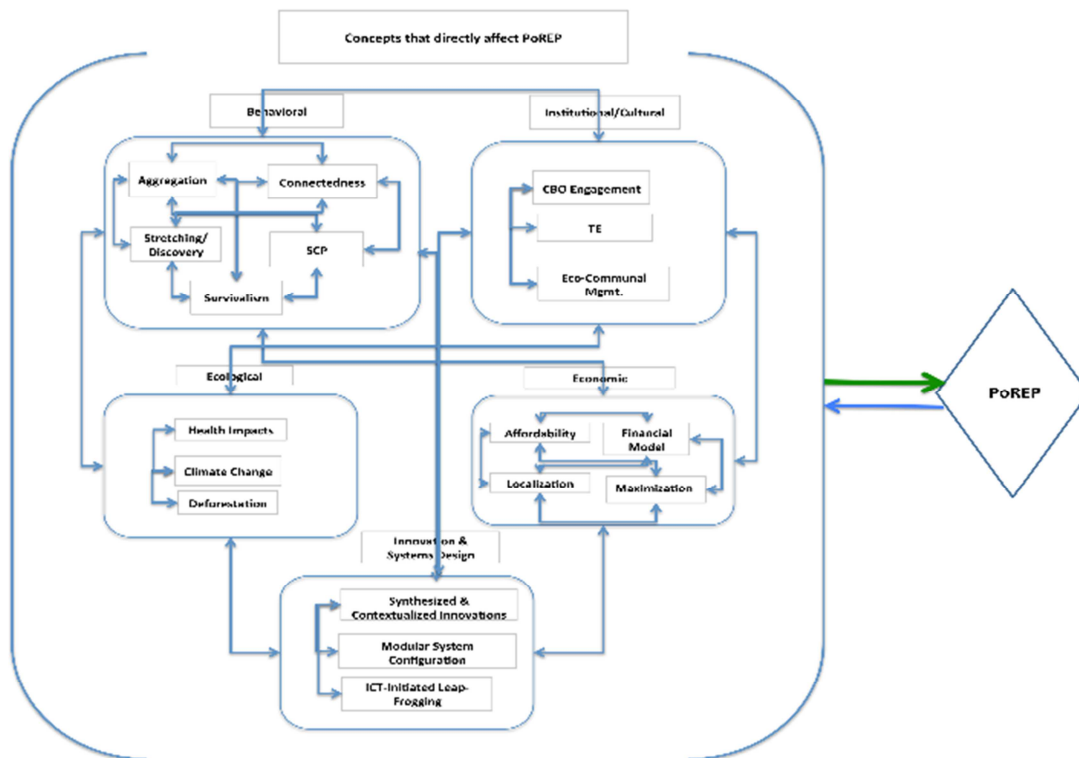 Concepts that directly affect PoREP
Behavioral
Institutional/Cultural
Aggregation
Connectedness
Stretching/
Discovery
SCP
Survivalism
CBO Engagement
TE
Eco-Communal
Mgmt.
Ecological
Economic
Health Impacts
Climate Change
Deforestation
Affordability
Financial
Model
Localization
Maximization
Innovation &
Systems Design
Synthesized &
Contextualized Innovations
Modular System
Configuration
ICT-Initiated Leap-
Frogging
PoREP